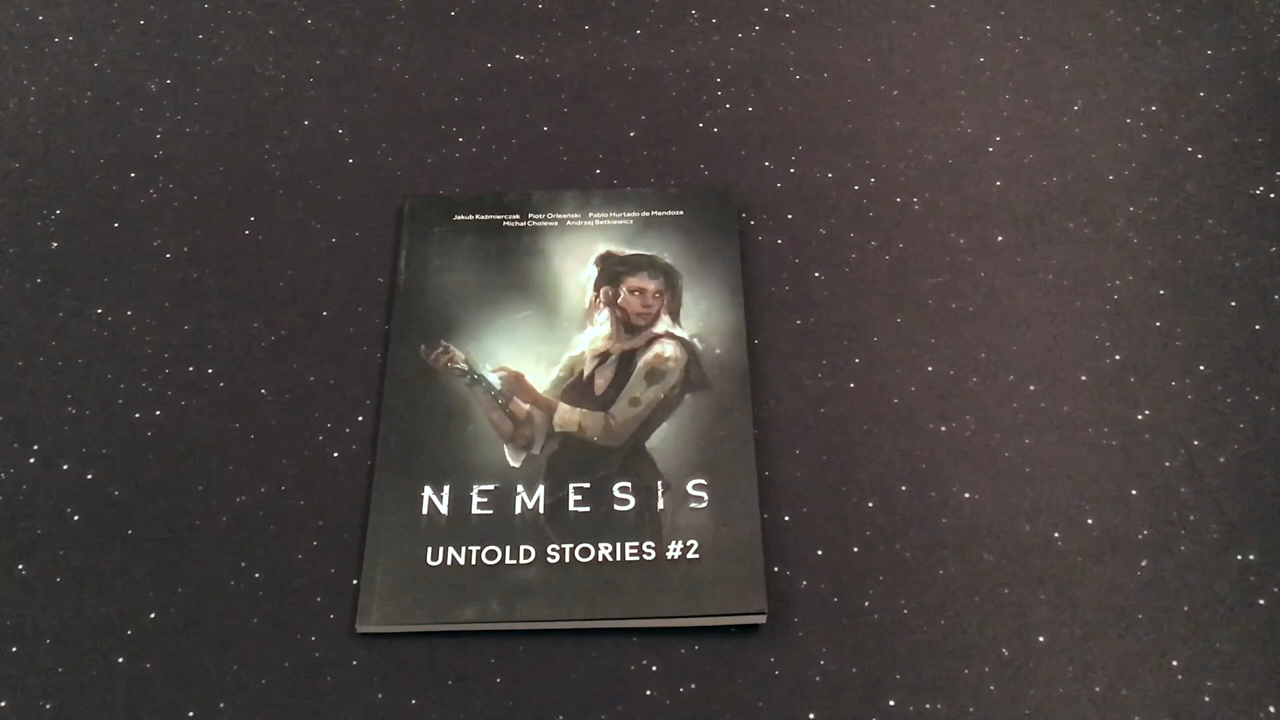 Jakub Kaźmierczak Piotr Orleański Pablo Hurtado de Mendoza
Michał Cholewa Andrzej Betkiewicz
NEMESIS
UNTOLD STORIES #2